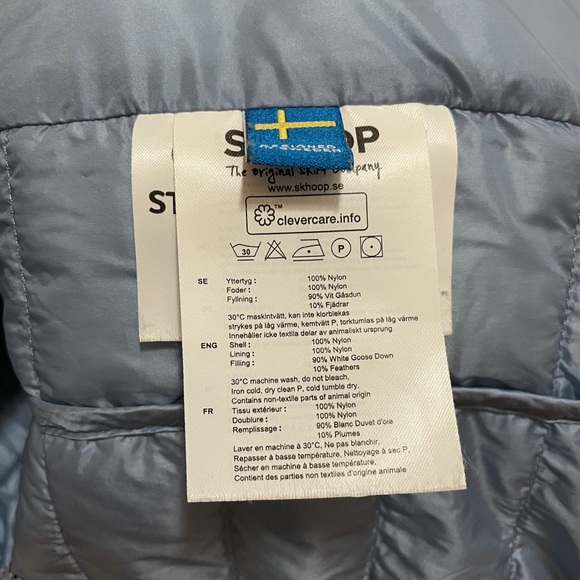 SKHOOP
The original skirt company
www.skhoop.se
ST
™
clevercare.info
30
P
SE
Yttertyg : 100% Nylon
Foder : 100% Nylon
Fyllning : 90% Vit Gåsdun
10% Fjädrar
30°C maskintvätt, kan inte klorblekas
strykes på låg värme, kemtvätt P, torktumlas på låg värme
Innehåller icke textila delar av animaliskt ursprung
ENG
Shell : 100% Nylon
Lining : 100% Nylon
Filling : 90% White Goose Down
10% Feathers
30°C machine wash, do not bleach,
Iron cold, dry clean P, cold tumble dry.
Contains non-textile parts of animal origin
FR
Tissu extérieur : 100% Nylon
Doublure : 100% Nylon
Remplissage : 90% Blanc Duvet d'oie
10% Plumes
Laver en machine à 30°C, Ne pas blanchir,
Repasser à basse température, Nettoyage à sec P,
Sécher en machine à basse température,
Contient des parties non textiles d'origine animale